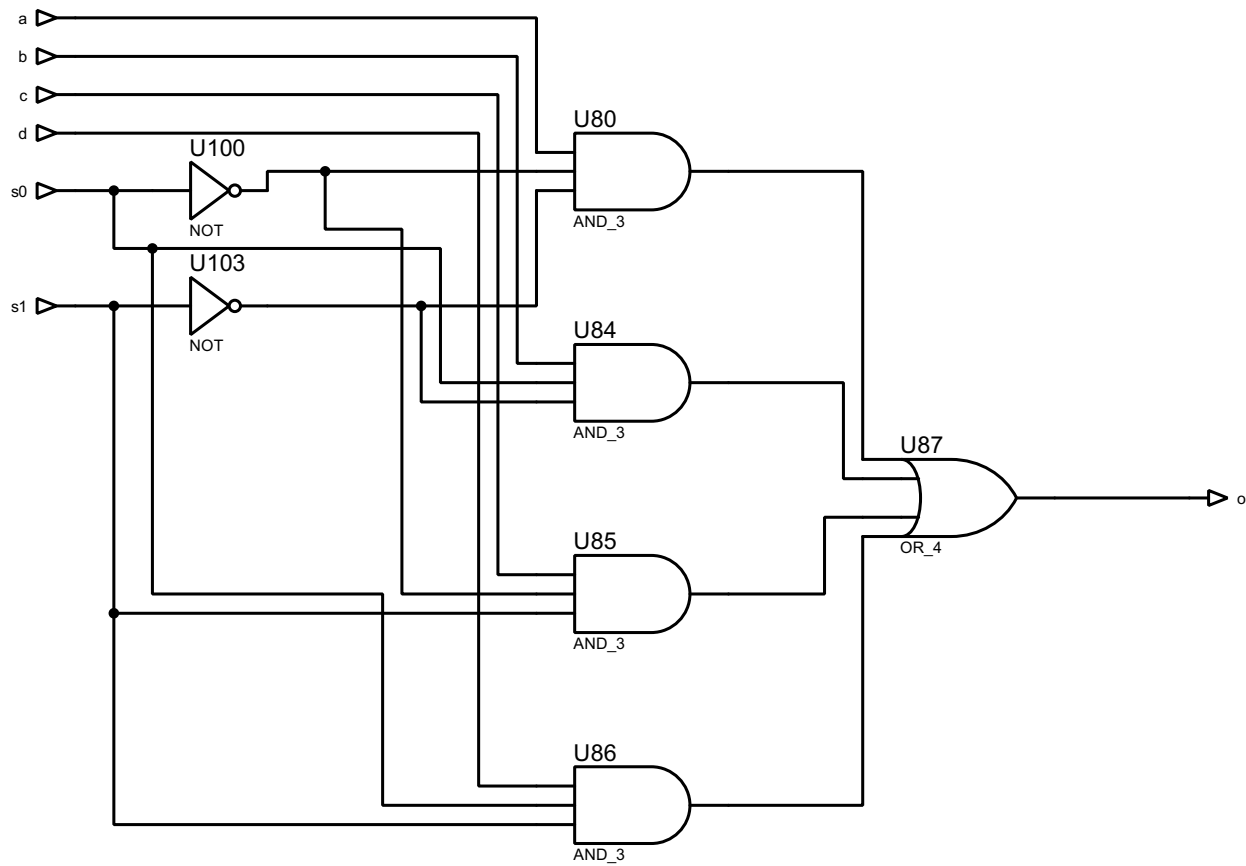 a
b
c
d
s0
s1
U100
NOT
U103
NOT
U80
AND_3
U84
AND_3
U85
AND_3
U86
AND_3
U87
OR_4
o